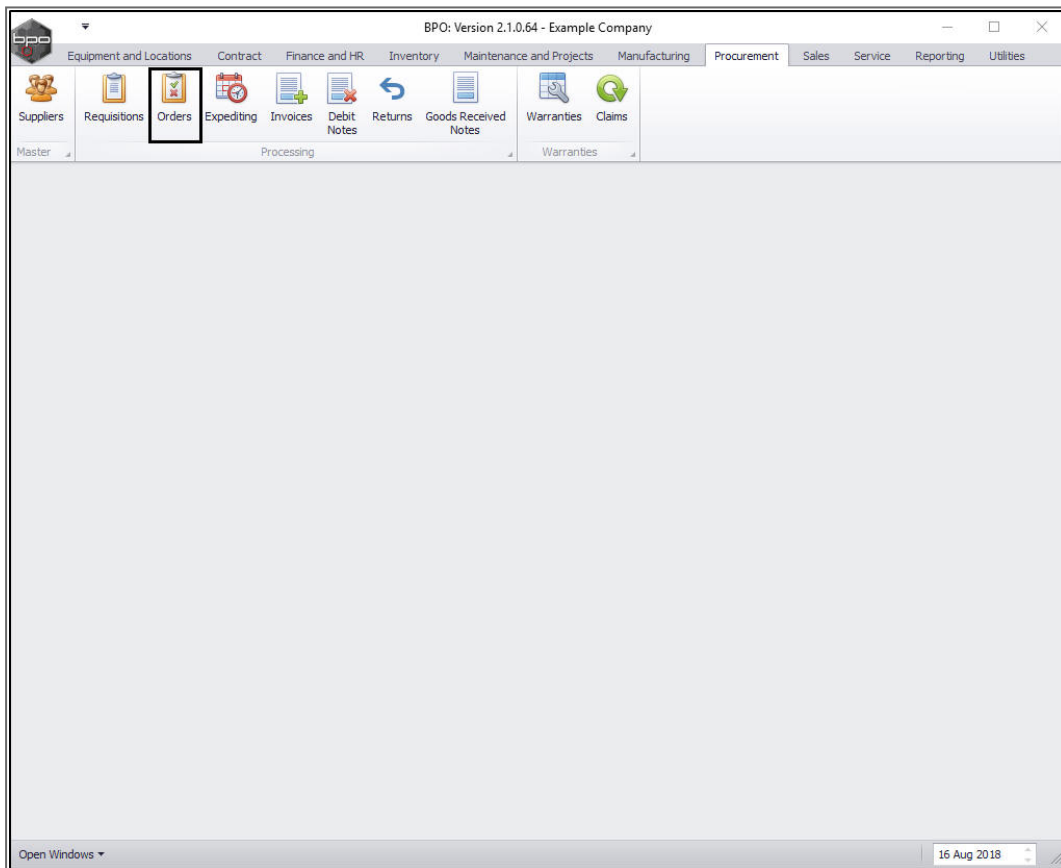 BPO: Version 2.1.0.64 - Example Company
bpo
Equipment and Locations Contract Finance and HR Inventory Maintenance and Projects Manufacturing Procurement Sales Service Reporting Utilities
Suppliers Requisitions Orders Expediting Invoices Debit Notes Returns Goods Received Notes Warranties Claims
Master Processing Warranties
Open Windows 16 Aug 2018